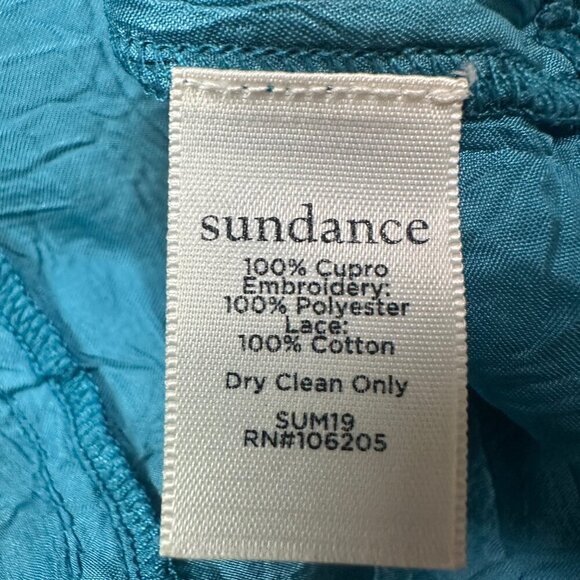 sundance
100% Cupro
Embroidery:
100% Polyester
Lace:
100% Cotton
Dry Clean Only
SUM19
RN#106205